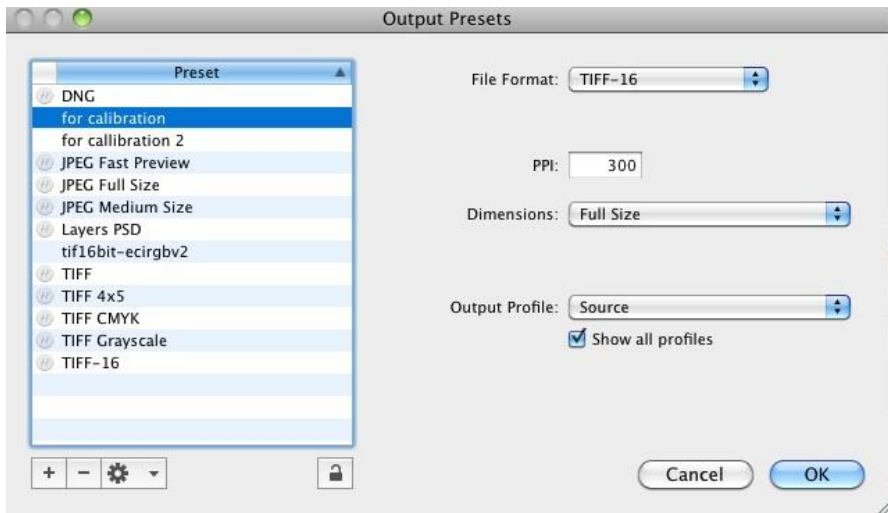 Output Presets
Preset
DNG
for calibration
for callibration 2
JPEG Fast Preview
JPEG Full Size
JPEG Medium Size
Layers PSD
tif16bit-ecirgbv2
TIFF
TIFF 4x5
TIFF CMYK
TIFF Grayscale
TIFF-16
File Format: TIFF-16
PPI: 300
Dimensions: Full Size
Output Profile: Source
Show all profiles
Cancel
OK